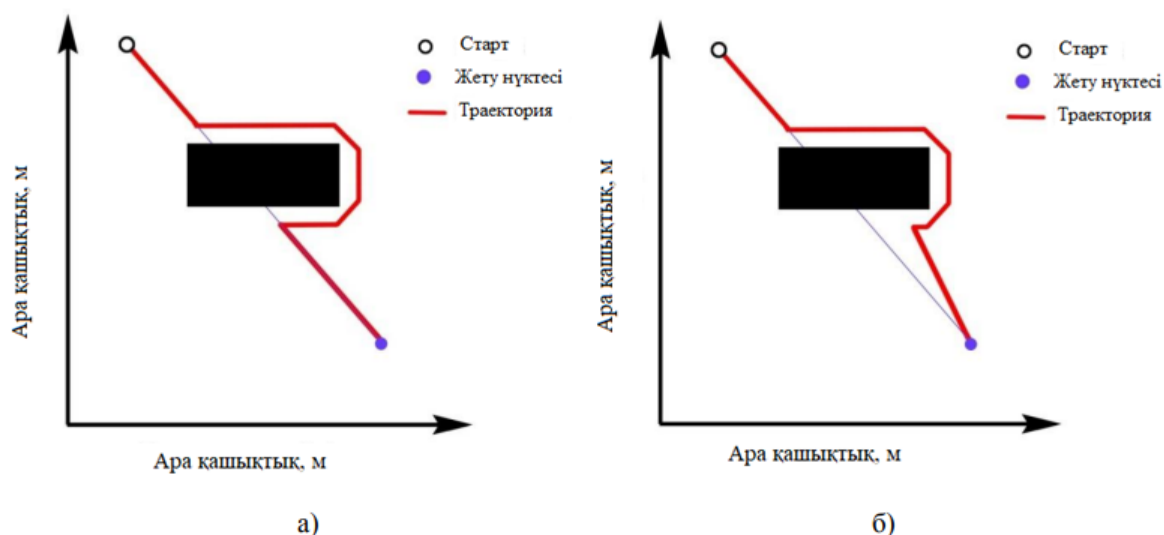 Старт
Жету нүктесі
Траектория
Ара қашықтық, м
Ара қашықтық, м
а)
Старт
Жету нүктесі
Траектория
Ара қашықтық, м
Ара қашықтық, м
б)